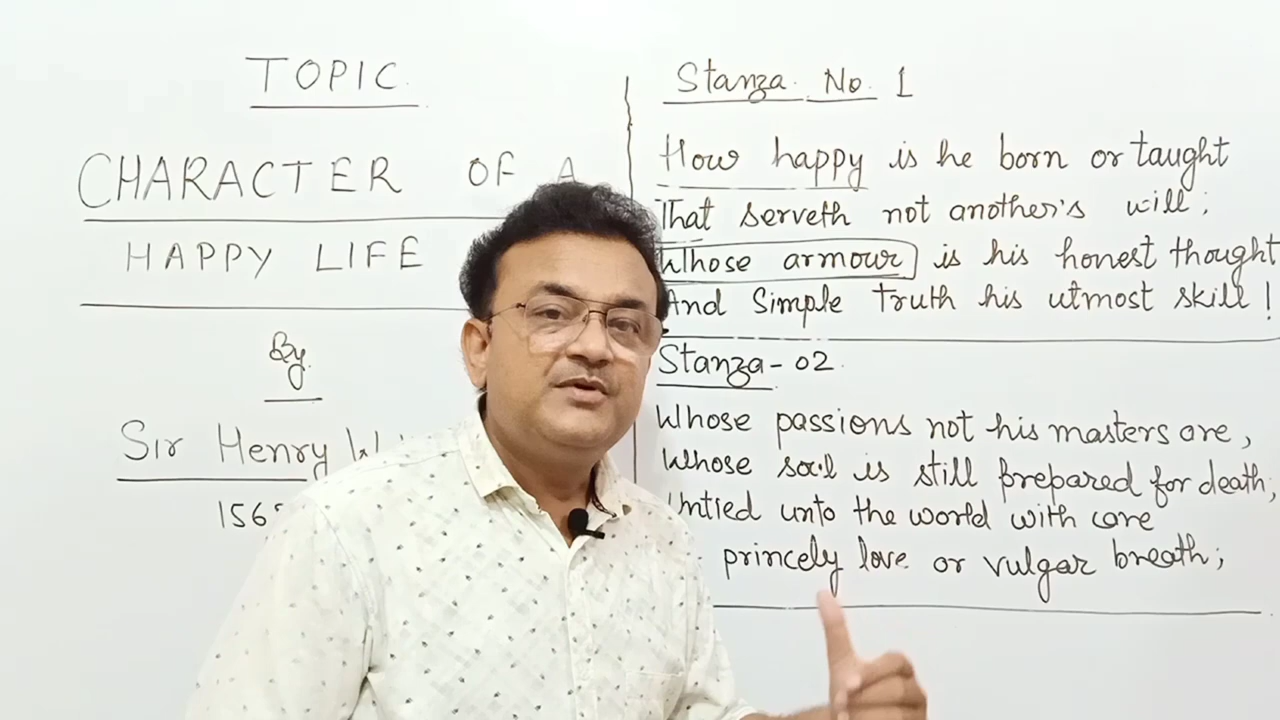 TOPIC
CHARACTER OF A
HAPPY LIFE
By
Sir Henry
Stanza No. 1
How happy is he born or taught
That serveth not another's will;
Whose armour is his honest thought
And Simple truth his utmost skill!
Stanza - 02
Whose passions not his masters are,
Whose soul is still prepared for death,
Untied unto the world with care
princely love or vulgar breath;